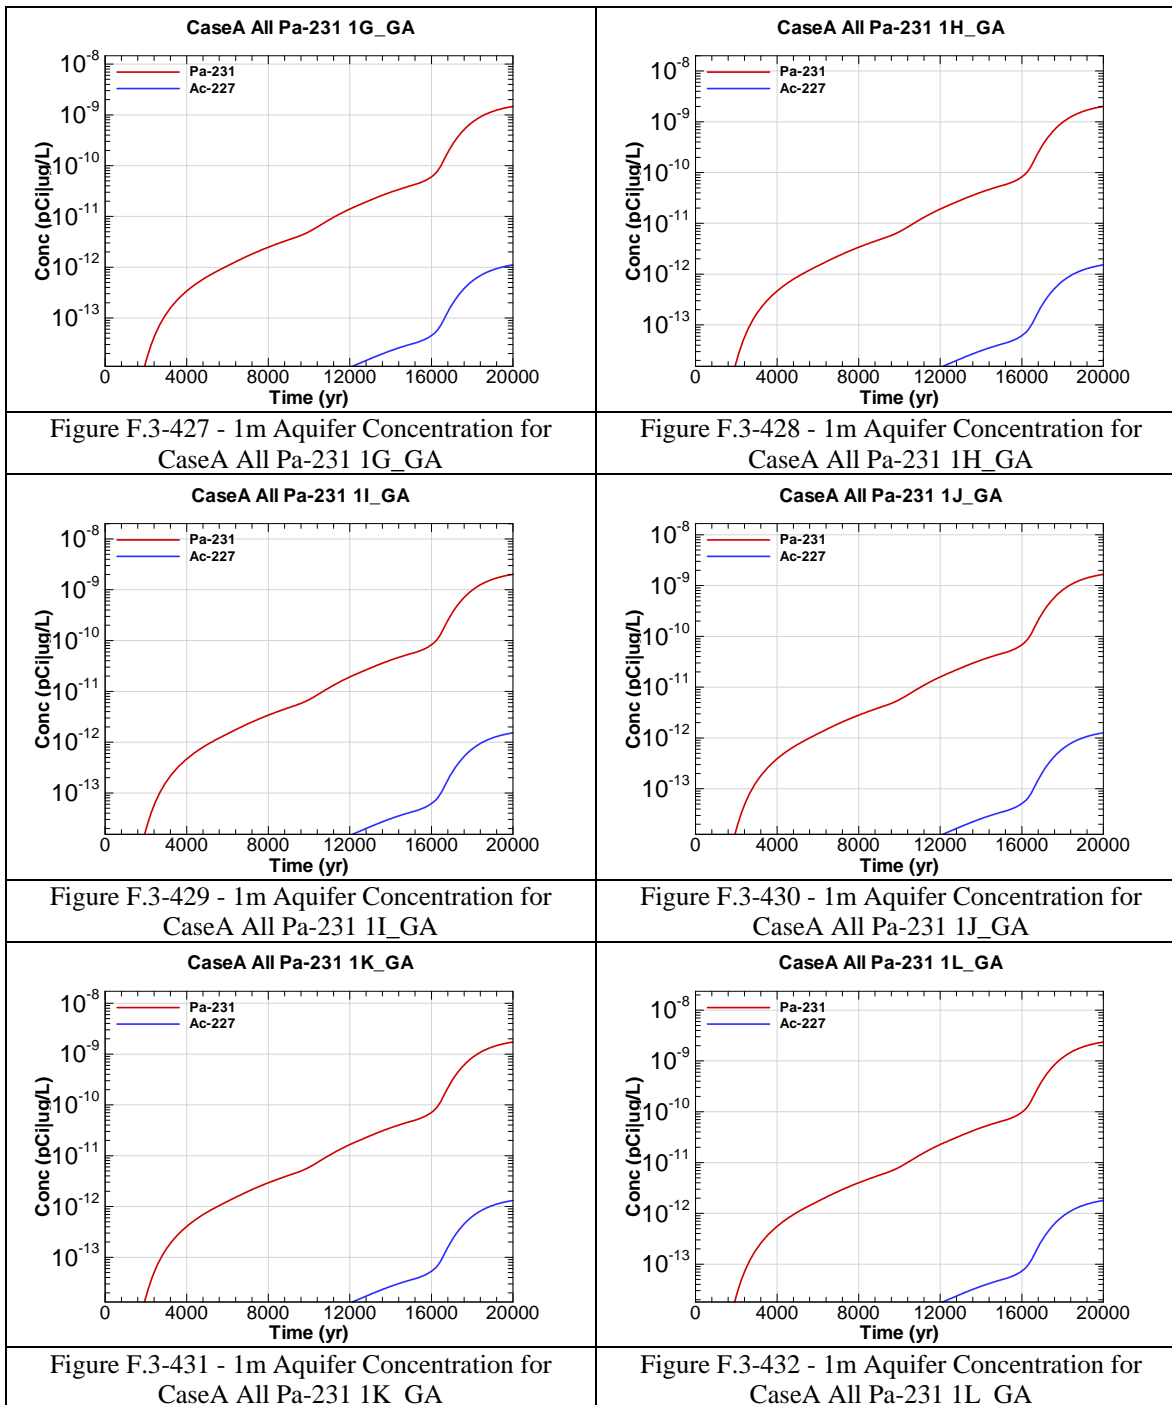 CaseA All Pa-231 1G_GA
Pa-231
Ac-227
Conc (pCi|ug/L)
10-8
10-9
10-10
10-11
10-12
10-13
0 4000 8000 12000 16000 20000
Time (yr)
Figure F.3-427 - 1m Aquifer Concentration for
CaseA All Pa-231 1G_GA
CaseA All Pa-231 1H_GA
Pa-231
Ac-227
Conc (pCi|ug/L)
10-8
10-9
10-10
10-11
10-12
10-13
0 4000 8000 12000 16000 20000
Time (yr)
Figure F.3-428 - 1m Aquifer Concentration for
CaseA All Pa-231 1H_GA
CaseA All Pa-231 1I_GA
Pa-231
Ac-227
Conc (pCi|ug/L)
10-8
10-9
10-10
10-11
10-12
10-13
0 4000 8000 12000 16000 20000
Time (yr)
Figure F.3-429 - 1m Aquifer Concentration for
CaseA All Pa-231 1I_GA
CaseA All Pa-231 1J_GA
Pa-231
Ac-227
Conc (pCi|ug/L)
10-8
10-9
10-10
10-11
10-12
10-13
0 4000 8000 12000 16000 20000
Time (yr)
Figure F.3-430 - 1m Aquifer Concentration for
CaseA All Pa-231 1J_GA
CaseA All Pa-231 1K_GA
Pa-231
Ac-227
Conc (pCi|ug/L)
10-8
10-9
10-10
10-11
10-12
10-13
0 4000 8000 12000 16000 20000
Time (yr)
Figure F.3-431 - 1m Aquifer Concentration for
CaseA All Pa-231 1K_GA
CaseA All Pa-231 1L_GA
Pa-231
Ac-227
Conc (pCi|ug/L)
10-8
10-9
10-10
10-11
10-12
10-13
0 4000 8000 12000 16000 20000
Time (yr)
Figure F.3-432 - 1m Aquifer Concentration for
CaseA All Pa-231 1L_GA